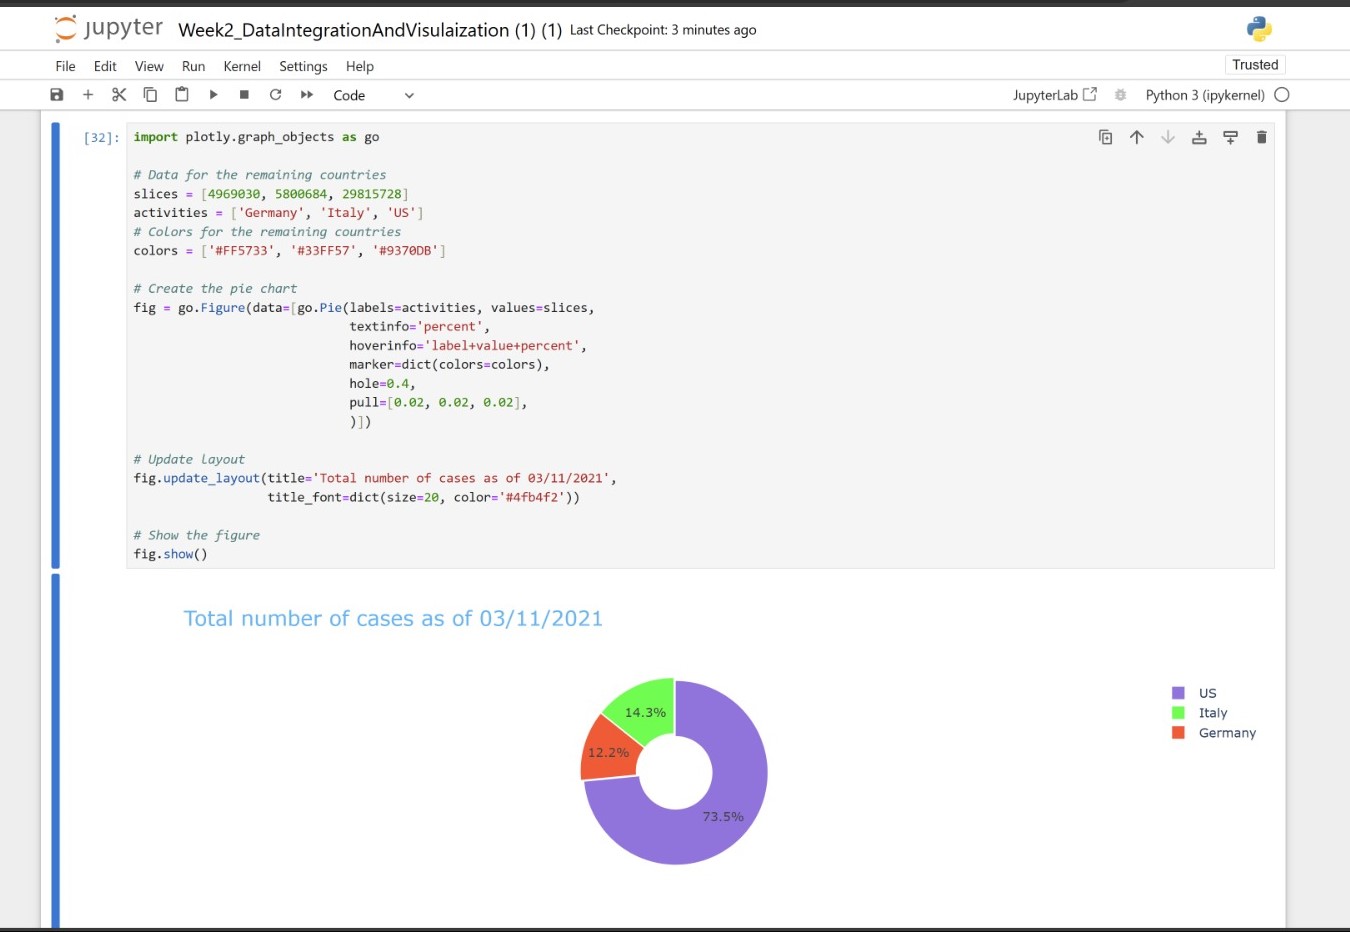 jupyter Week2_DataIntegrationAndVisulaization (1) (1) Last Checkpoint: 3 minutes ago
File Edit View Run Kernel Settings Help Trusted
Code JupyterLab Python 3 (ipykernel)
[32]: import plotly.graph_objects as go
# Data for the remaining countries
slices = [4969030, 5800684, 29815728]
activities = ['Germany', 'Italy', 'US']
# Colors for the remaining countries
colors = ['#FF5733', '#33FF57', '#9370DB']
# Create the pie chart
fig = go.Figure(data=[go.Pie(labels=activities, values=slices,
textinfo='percent',
hoverinfo='label+value+percent',
marker=dict(colors=colors),
hole=0.4,
pull=[0.02, 0.02, 0.02],
)])
# Update layout
fig.update_layout(title='Total number of cases as of 03/11/2021',
title_font=dict(size=20, color='#4fb4f2'))
# Show the figure
fig.show()
Total number of cases as of 03/11/2021
US
Italy
Germany
14.3%
12.2%
73.5%